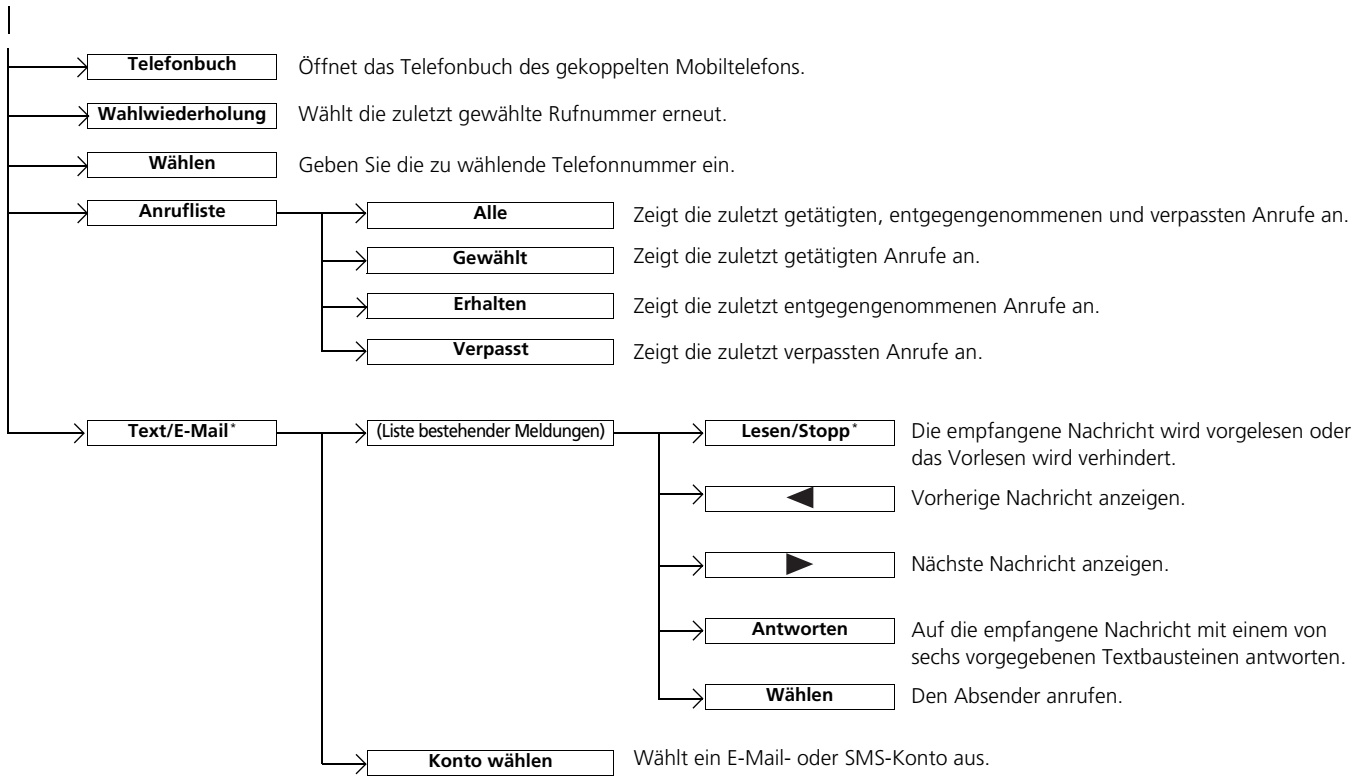 Telefonbuch Öffnet das Telefonbuch des gekoppelten Mobiltelefons.
Wahlwiederholung Wählt die zuletzt gewählte Rufnummer erneut.
Wählen Geben Sie die zu wählende Telefonnummer ein.
Anrufliste Alle Zeigt die zuletzt getätigten, entgegengenommenen und verpassten Anrufe an.
Gewählt Zeigt die zuletzt getätigten Anrufe an.
Erhalten Zeigt die zuletzt entgegengenommenen Anrufe an.
Verpasst Zeigt die zuletzt verpassten Anrufe an.
Text/E-Mail* (Liste bestehender Meldungen) Lesen/Stopp* Die empfangene Nachricht wird vorgelesen oder
das Vorlesen wird verhindert.
◀ Vorherige Nachricht anzeigen.
▶ Nächste Nachricht anzeigen.
Antworten Auf die empfangene Nachricht mit einem von
sechs vorgegebenen Textbausteinen antworten.
Wählen Den Absender anrufen.
Konto wählen Wählt ein E-Mail- oder SMS-Konto aus.